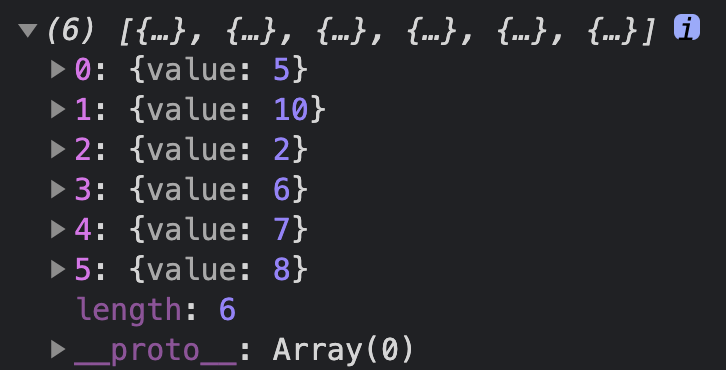 (6) [{…}, {…}, {…}, {…}, {…}, {…}] i
0: {value: 5}
1: {value: 10}
2: {value: 2}
3: {value: 6}
4: {value: 7}
5: {value: 8}
length: 6
__proto__: Array(0)